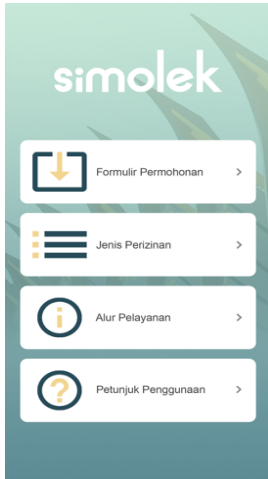 simolek
Formulir Permohonan
Jenis Perizinan
Alur Pelayanan
Petunjuk Penggunaan